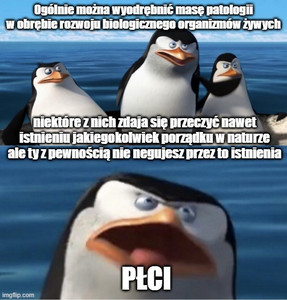 Ogólnie można wyodrębnić masę patologii
w obrębie rozwoju biologicznego organizmów żywych
niektóre z nich zdaja się przeczyć nawet
istnieniu jakiegokolwiek porządku w naturze
ale ty z pewnością nie negujesz przez to istnienia
PŁCI
imgflip.com